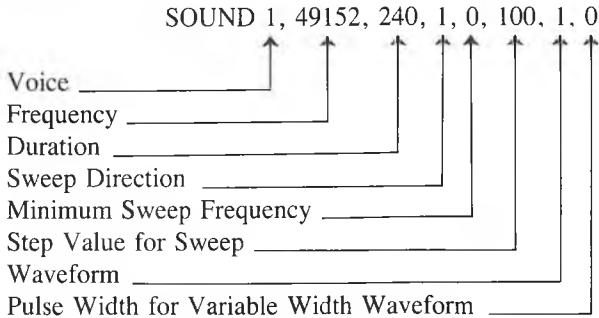 SOUND 1, 49152, 240, 1, 0, 100, 1, 0
Voice
Frequency
Duration
Sweep Direction
Minimum Sweep Frequency
Step Value for Sweep
Waveform
Pulse Width for Variable Width Waveform